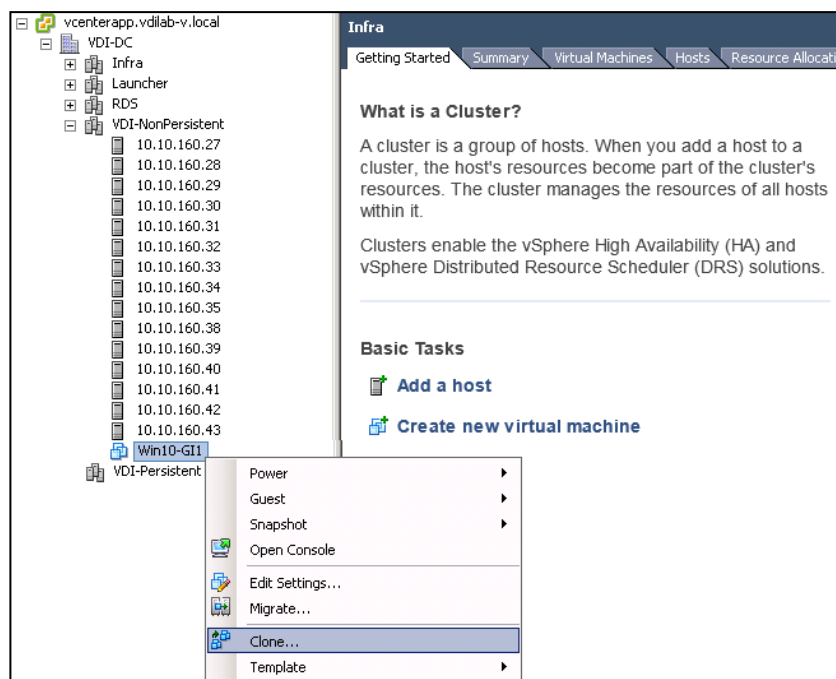 vcenterapp.vdilab-v.local
VDI-DC
Infra
Launcher
RDS
VDI-NonPersistent
10.10.160.27
10.10.160.28
10.10.160.29
10.10.160.30
10.10.160.31
10.10.160.32
10.10.160.33
10.10.160.34
10.10.160.35
10.10.160.38
10.10.160.39
10.10.160.40
10.10.160.41
10.10.160.42
10.10.160.43
Win10-GI1
VDI-Persistent
Power
Guest
Snapshot
Open Console
Edit Settings...
Migrate...
Clone...
Template
Infra
Getting Started Summary Virtual Machines Hosts Resource Allocati
What is a Cluster?
A cluster is a group of hosts. When you add a host to a
cluster, the host's resources become part of the cluster's
resources. The cluster manages the resources of all hosts
within it.
Clusters enable the vSphere High Availability (HA) and
vSphere Distributed Resource Scheduler (DRS) solutions.
Basic Tasks
Add a host
Create new virtual machine